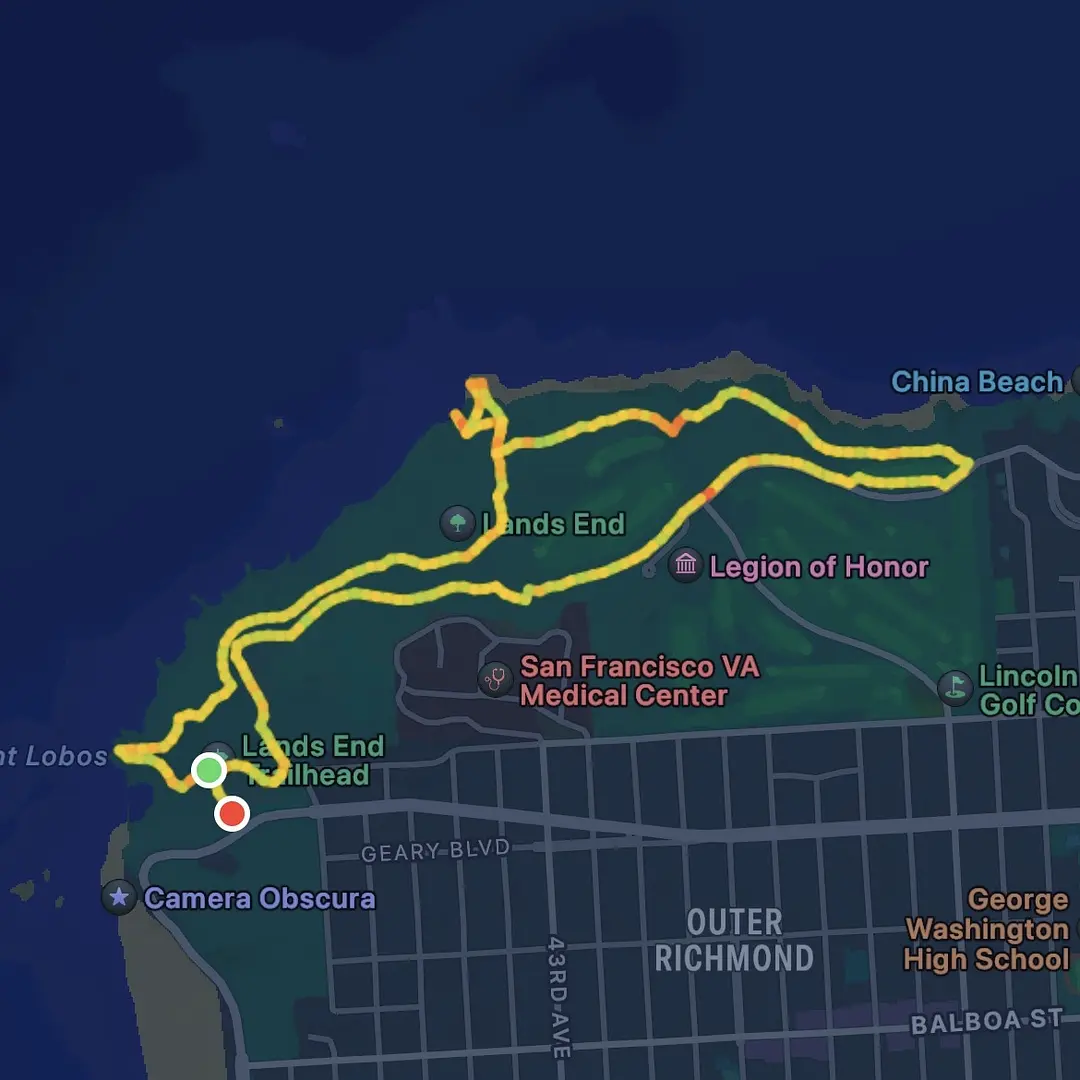 China Beach
Lands End
Legion of Honor
San Francisco VA
Medical Center
Lincoln
Golf Co
nt Lobos
Lands End
Trailhead
GEARY BLVD
Camera Obscura
George
Washington
High School
OUTER
RICHMOND
43RD AVE
BALBOA ST